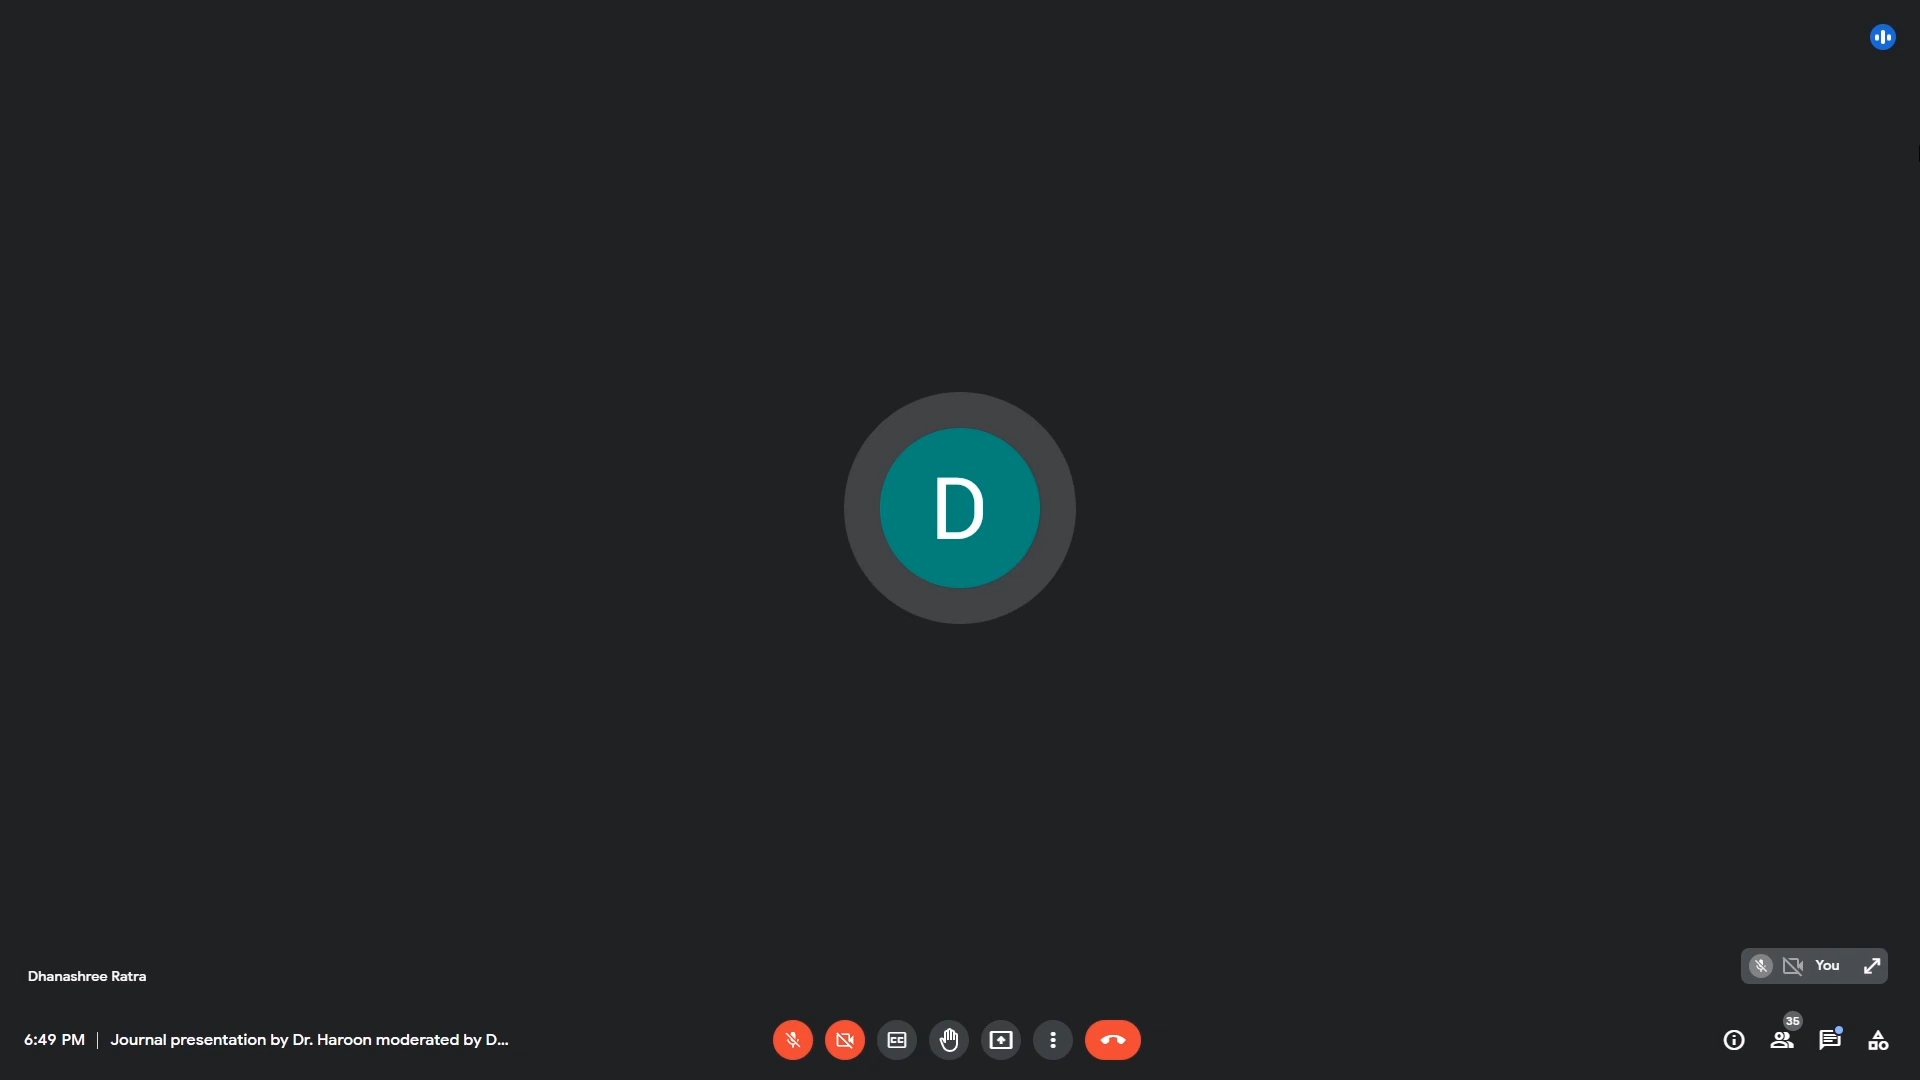 D
Dhanashree Ratra
You
35
6:49 PM | Journal presentation by Dr. Haroon moderated by D...